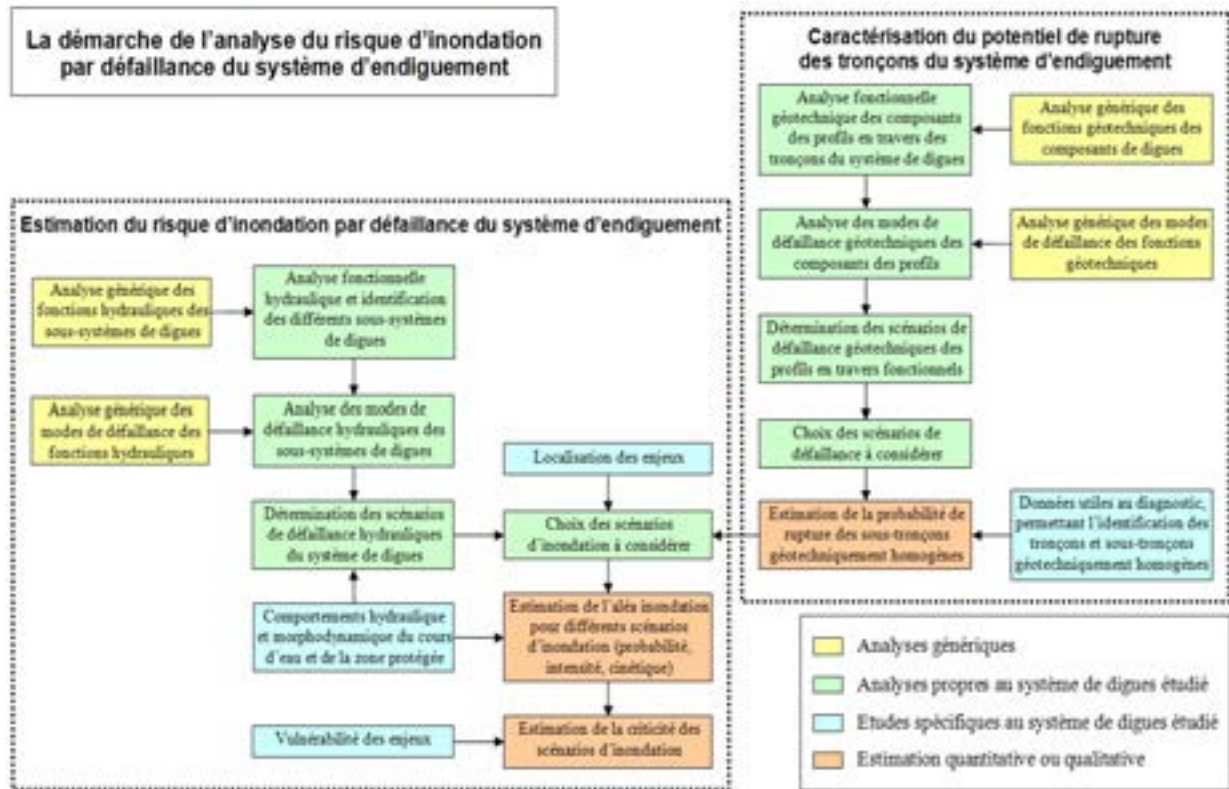 La démarche de l'analyse du risque d'inondation
par défaillance du système d'endiguement
Caractérisation du potentiel de rupture
des tronçons du système d'endiguement
Analyse fonctionnelle
géotechnique des composants
des profils en travers des
tronçons du système de digues
Analyse générique des
fonctions géotechniques des
composants de digues
Analyse des modes de
défaillance géotechniques des
composants des profils
Analyse générique des modes
de défaillance des fonctions
géotechniques
Détermination des scénarios de
défaillance géotechniques des
profils en travers fonctionnels
Choix des scénarios de
défaillance à considérer
Estimation de la probabilité de
rupture des sous-tronçons
géotechniquement homogènes
Données utiles au diagnostic,
permettant l'identification des
tronçons et sous-tronçons
géotechniquement homogènes
Estimation du risque d'inondation par défaillance du système d'endiguement
Analyse générique des
fonctions hydrauliques des
sous-systèmes de digues
Analyse fonctionnelle
hydraulique et identification
des différents sous-systèmes
de digues
Analyse générique des
modes de défaillance des
fonctions hydrauliques
Analyse des modes de
défaillance hydrauliques des
sous-systèmes de digues
Localisation des enjeux
Détermination des scénarios
de défaillance hydrauliques
du système de digues
Choix des scénarios
d'inondation à considérer
Comportements hydraulique
et morphodynamique du cours
d'eau et de la zone protégée
Estimation de l'aléa inondation
pour différents scénarios
d'inondation (probabilité,
intensité, cinétique)
Vulnérabilité des enjeux
Estimation de la criticité des
scénarios d'inondation
Analyses génériques
Analyses propres au système de digues étudié
Etudes spécifiques au système de digues étudié
Estimation quantitative ou qualitative